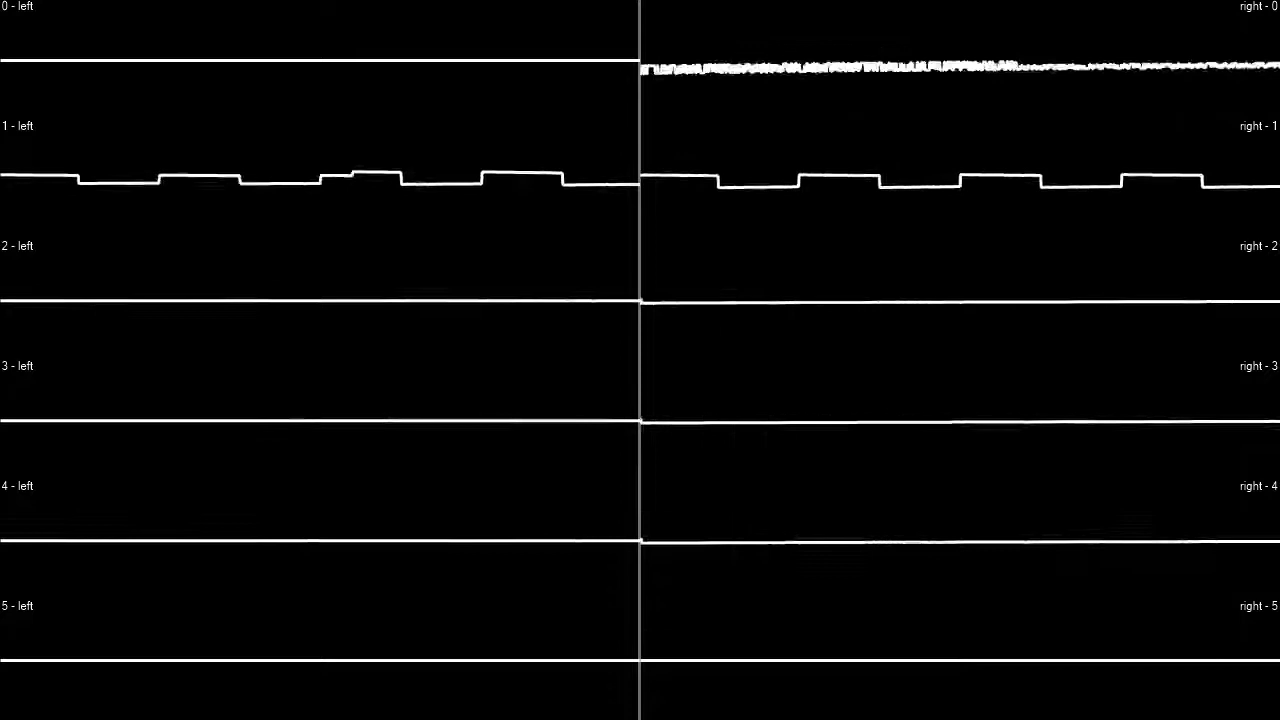 0 - left
right - 0
1 - left
right - 1
2 - left
right - 2
3 - left
right - 3
4 - left
right - 4
5 - left
right - 5